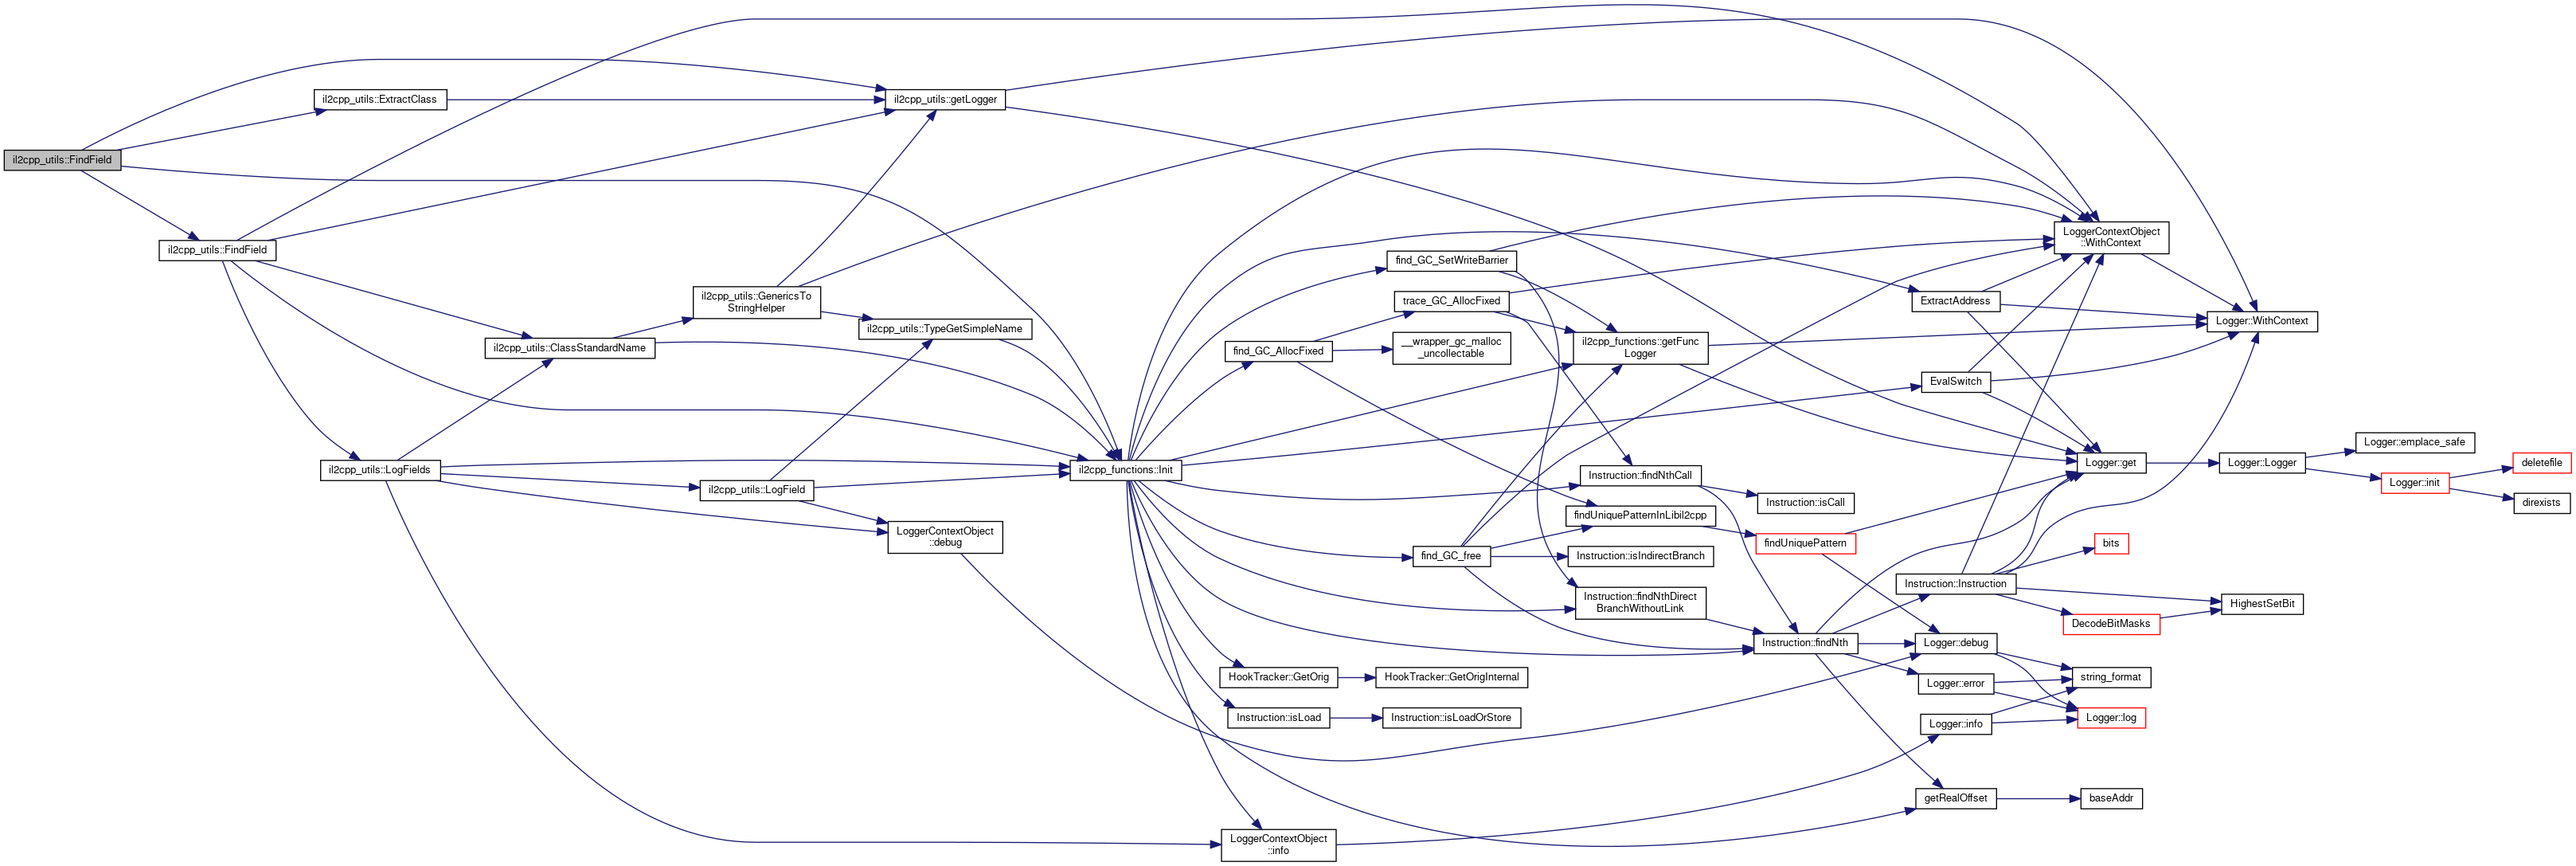 il2cpp_utils::FindField
il2cpp_utils::ExtractClass
il2cpp_utils::FindField
il2cpp_utils::LogFields
il2cpp_utils::ClassStandardName
il2cpp_utils::GenericsTo
StringHelper
il2cpp_utils::LogField
il2cpp_utils::getLogger
il2cpp_utils::TypeGetSimpleName
LoggerContextObject
::debug
il2cpp_functions::Init
find_GC_AllocFixed
HookTracker::GetOrig
Instruction::isLoad
LoggerContextObject
::info
find_GC_SetWriteBarrier
trace_GC_AllocFixed
__wrapper_gc_malloc
_uncollectable
find_GC_free
HookTracker::GetOrigInternal
Instruction::isLoadOrStore
il2cpp_functions::getFunc
Logger
Instruction::findNthCall
findUniquePatternInLibil2cpp
Instruction::isIndirectBranch
Instruction::findNthDirect
BranchWithoutLink
Instruction::isCall
findUniquePattern
Instruction::findNth
ExtractAddress
EvalSwitch
Instruction::Instruction
Logger::debug
Logger::error
Logger::info
getRealOffset
LoggerContextObject
::WithContext
Logger::get
bits
DecodeBitMasks
string_format
Logger::log
baseAddr
Logger::WithContext
Logger::Logger
HighestSetBit
Logger::emplace_safe
Logger::init
deletefile
direxists